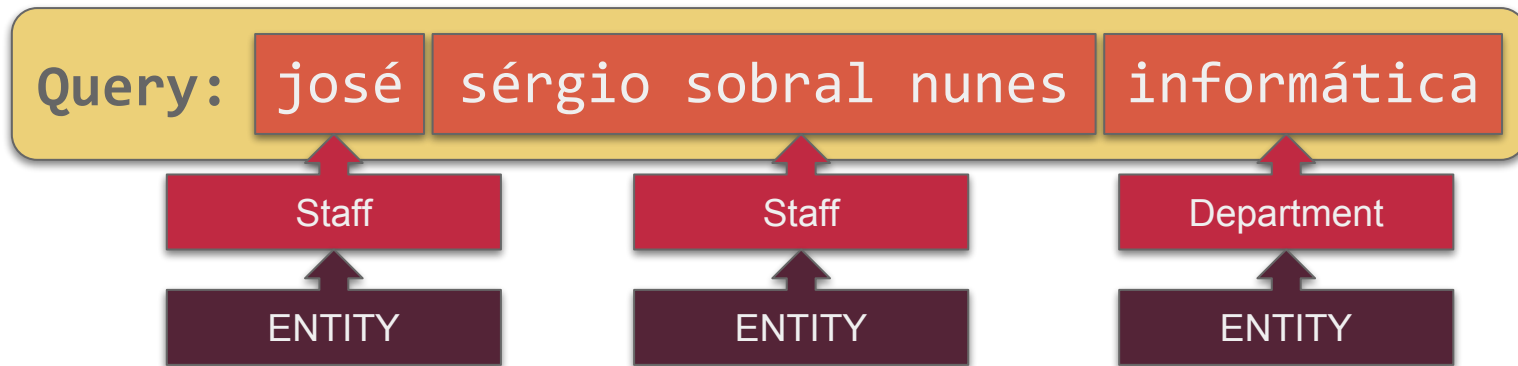 Query: josé sérgio sobral nunes informática
Staff Staff Department
ENTITY ENTITY ENTITY